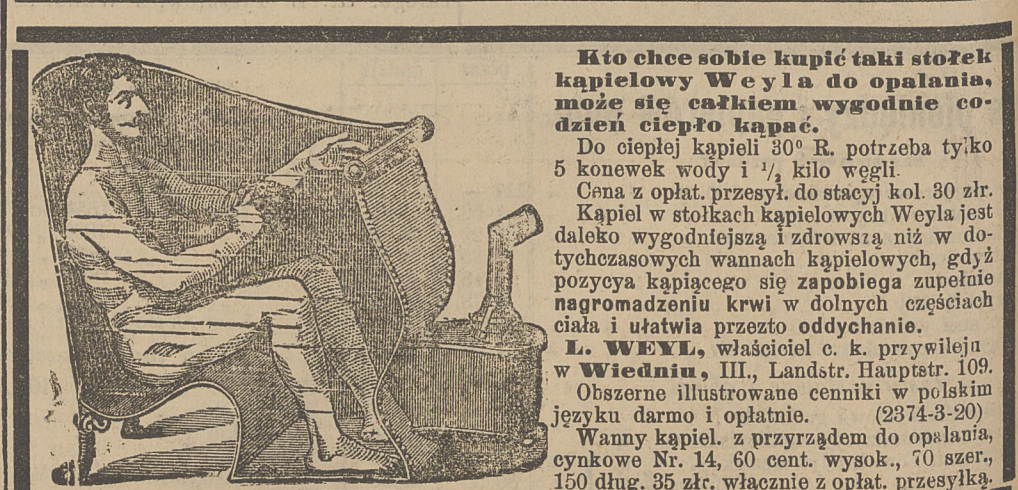 Kto chce sobie kupić taki stołek
kąpielowy Weyla do opalania,
może się całkiem wygodnie co-
dzień ciepło kąpać.
Do ciepłej kąpieli 30º R. potrzeba tylko
5 konewek wody i ½ kilo węgli.
Cena z opłat. przesył. do stacyj kol. 30 złr.
Kąpiel w stołkach kąpielowych Weyla jest
daleko wygodniejszą i zdrowszą niż w do-
tychczasowych wannach kąpielowych, gdyż
pozycya kąpiącego się zapobiega zupełnie
nagromadzeniu krwi w dolnych częściach
ciała i ułatwia przezto oddychanie.
L. WEYL, właściciel c. k. przywileju
w Wiedniu, III., Landstr. Hauptstr. 109.
Obszerne illustrowane cenniki w polskim
języku darmo i opłatnie. (2374-3-20)
Wanny kąpiel. z przyrządem do opalania,
cynkowe Nr. 14, 60 cent. wysok., 70 szer.,
150 dług. 35 złr. włącznie z opłat. przesyłką.